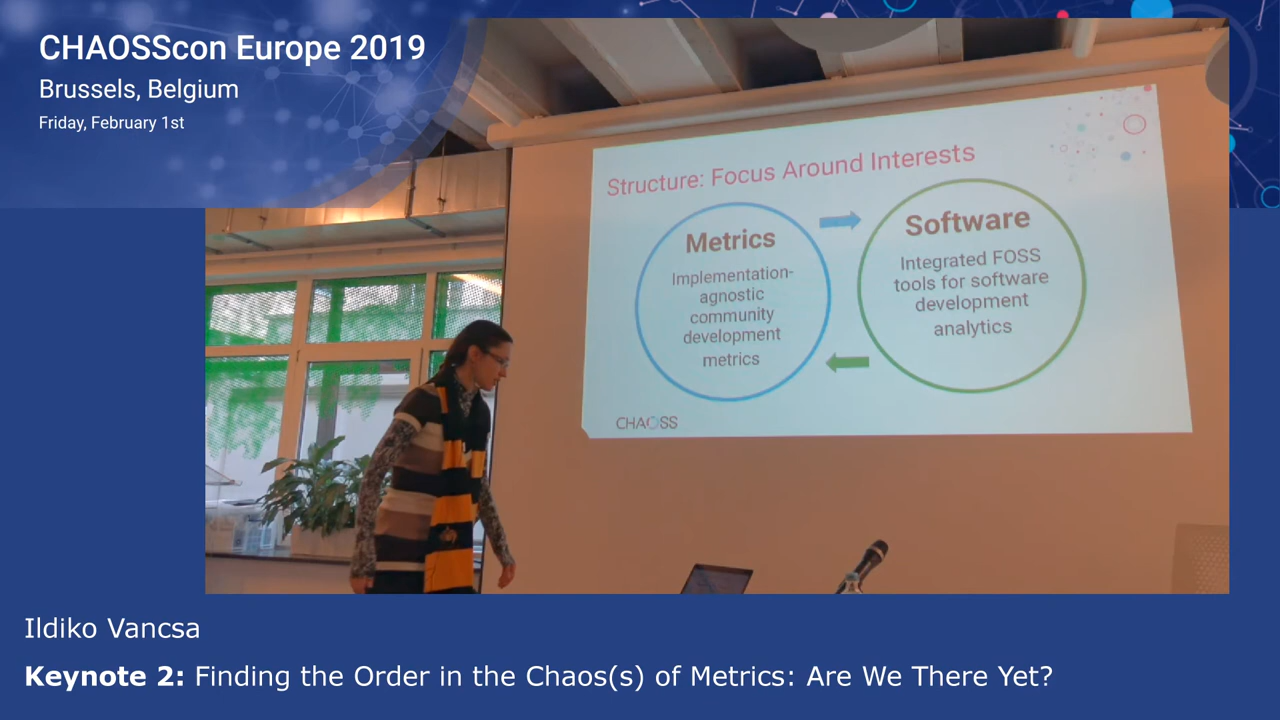 CHAOSScon Europe 2019
Brussels, Belgium
Friday, February 1st
Structure: Focus Around Interests
Metrics
Implementation-
agnostic
community
development
metrics
Software
Integrated FOSS
tools for software
development
analytics
CHAOSS
Ildiko Vancsa
Keynote 2: Finding the Order in the Chaos(s) of Metrics: Are We There Yet?